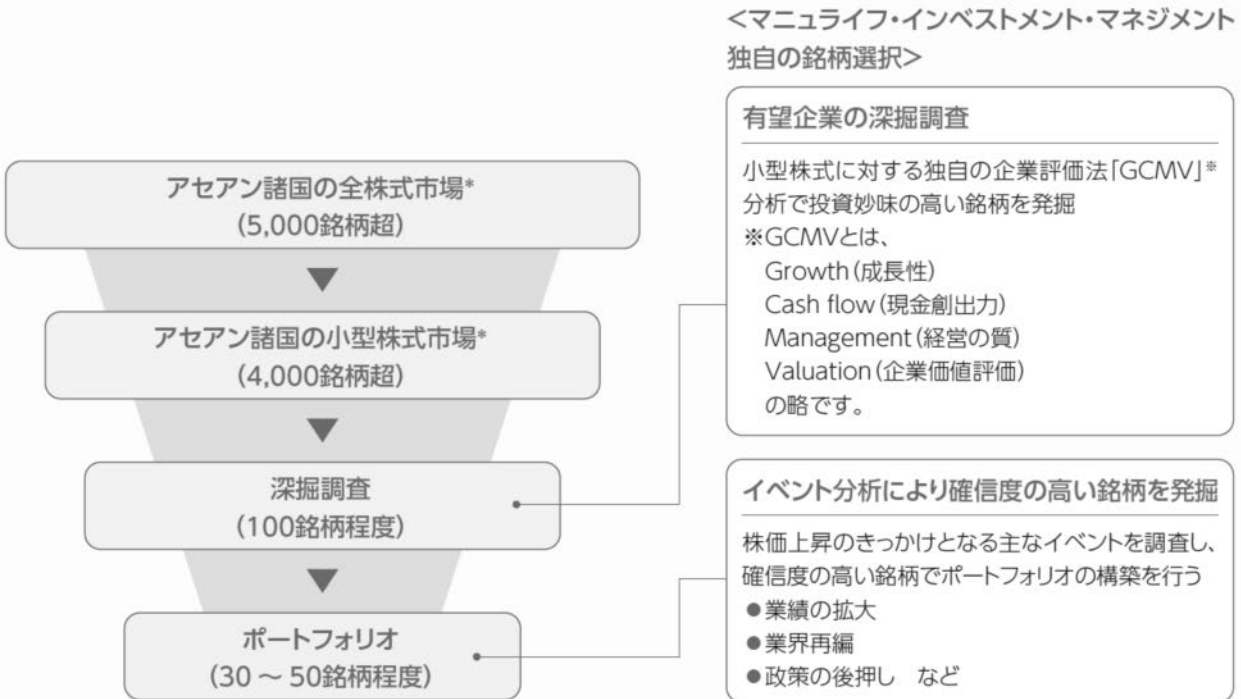 <マニュライフ・インベストメント・マネジメント
独自の銘柄選択>
アセアン諸国の全株式市場*
(5,000銘柄超)
▼
アセアン諸国の小型株式市場*
(4,000銘柄超)
▼
深掘調査
(100銘柄程度)
▼
ポートフォリオ
(30 ～ 50銘柄程度)
有望企業の深掘調査
小型株式に対する独自の企業評価法「GCMV」※
分析で投資妙味の高い銘柄を発掘
※GCMVとは、
Growth(成長性)
Cash flow(現金創出力)
Management(経営の質)
Valuation(企業価値評価)
の略です。
イベント分析により確信度の高い銘柄を発掘
株価上昇のきっかけとなる主なイベントを調査し、
確信度の高い銘柄でポートフォリオの構築を行う
●業績の拡大
●業界再編
●政策の後押し　など